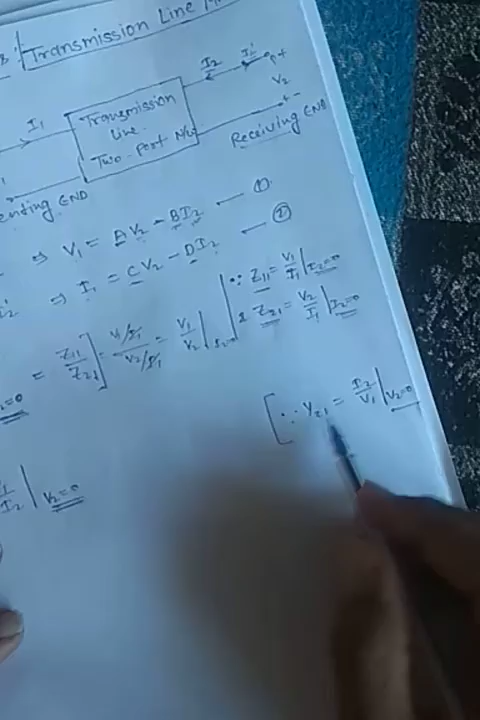 Transmission Line
I₂ I₂'
+
V₂
-
I₁
Transmission
Line
Two-port N/W
Receiving END
ending END
⇒ V₁ = AV₂ - BI₂ — ①
⇒ I₁ = CV₂ - DI₂ — ②
= Z₁₁/Z₂₁] = V₁/I₁ / V₂/I₁ = V₁/V₂ | I₂=0
∵ Z₁₁ = V₁/I₁ | I₂=0
& Z₂₁ = V₂/I₁ | I₂=0
[∵ Y₂₁ = I₂/V₁ | V₂=0
/I₂ | V₂=0